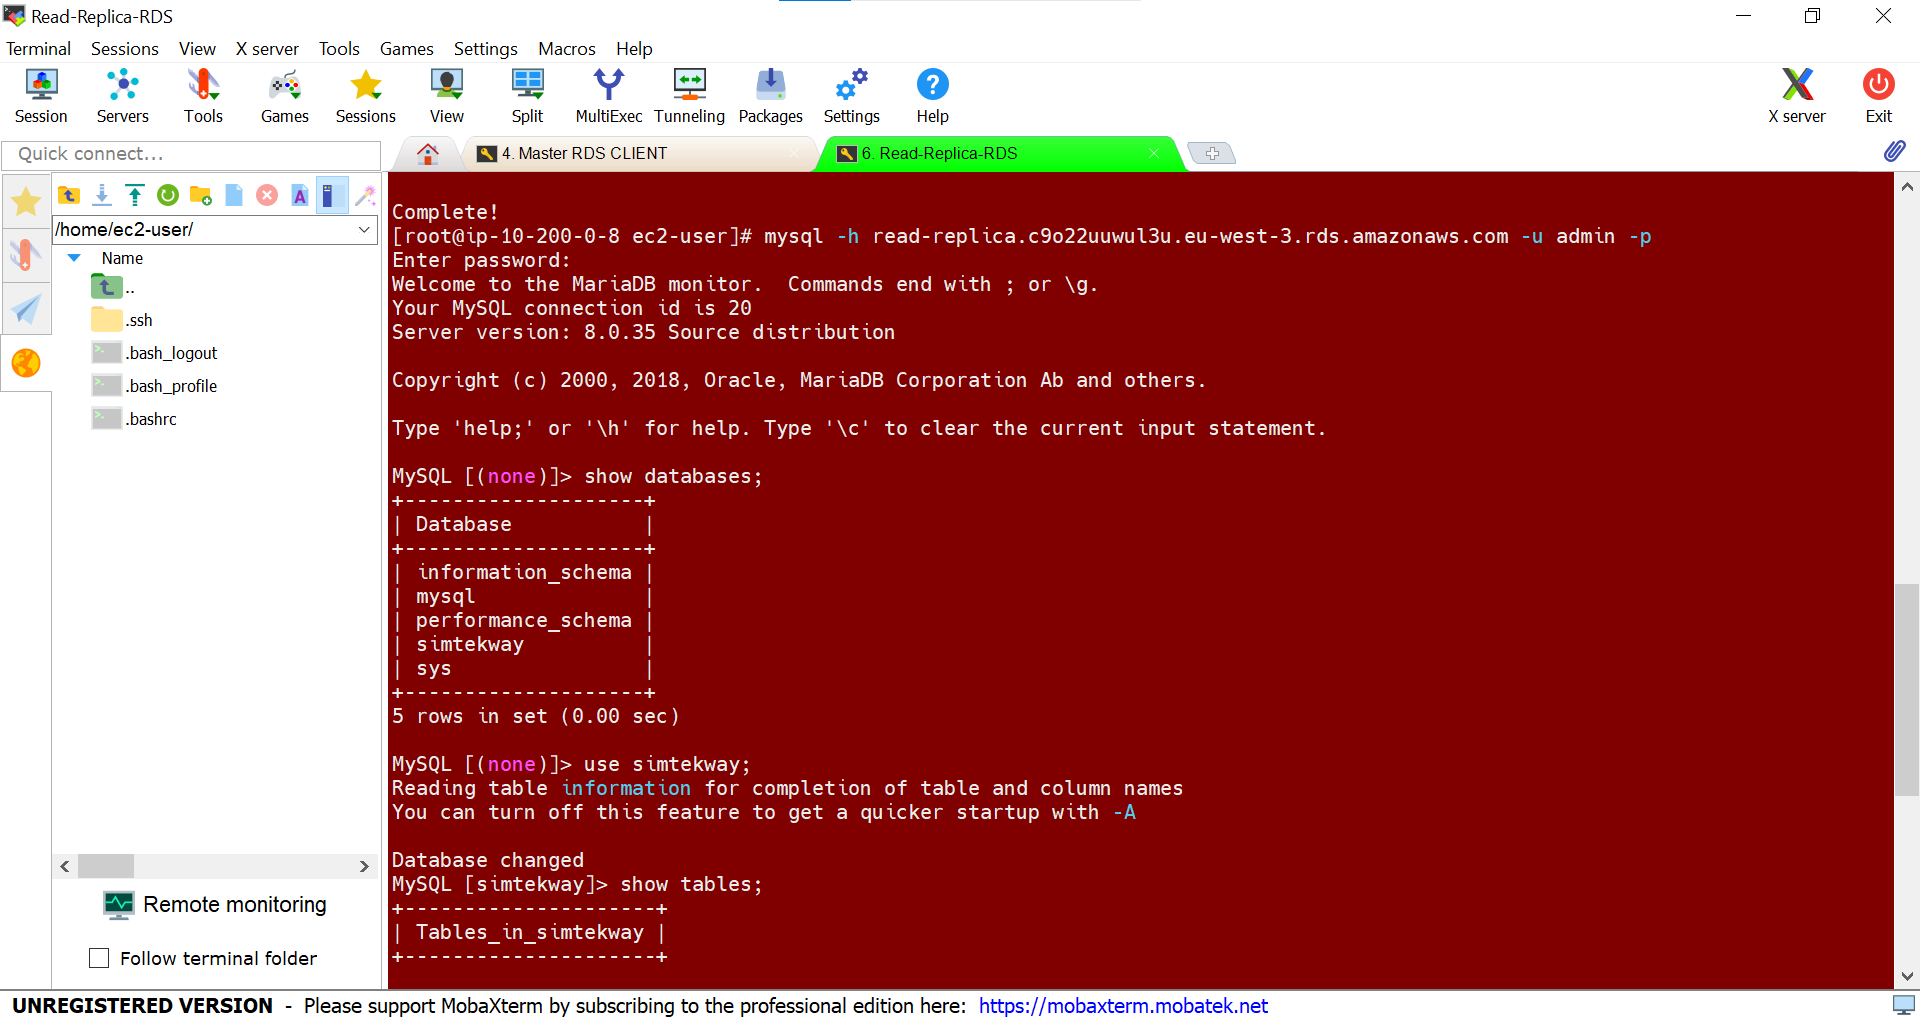 Read-Replica-RDS
Terminal Sessions View X server Tools Games Settings Macros Help
Session Servers Tools Games Sessions View Split MultiExec Tunneling Packages Settings Help X server Exit
Quick connect...
4. Master RDS CLIENT
6. Read-Replica-RDS
/home/ec2-user/
Name
..
.ssh
.bash_logout
.bash_profile
.bashrc
Remote monitoring
Follow terminal folder
Complete!
[root@ip-10-200-0-8 ec2-user]# mysql -h read-replica.c9o22uuwul3u.eu-west-3.rds.amazonaws.com -u admin -p
Enter password:
Welcome to the MariaDB monitor.  Commands end with ; or \g.
Your MySQL connection id is 20
Server version: 8.0.35 Source distribution
Copyright (c) 2000, 2018, Oracle, MariaDB Corporation Ab and others.
Type 'help;' or '\h' for help. Type '\c' to clear the current input statement.
MySQL [(none)]> show databases;
+--------------------+
| Database           |
+--------------------+
| information_schema |
| mysql              |
| performance_schema |
| simtekway          |
| sys                |
+--------------------+
5 rows in set (0.00 sec)
MySQL [(none)]> use simtekway;
Reading table information for completion of table and column names
You can turn off this feature to get a quicker startup with -A
Database changed
MySQL [simtekway]> show tables;
+---------------------+
| Tables_in_simtekway |
+---------------------+
UNREGISTERED VERSION - Please support MobaXterm by subscribing to the professional edition here: https://mobaxterm.mobatek.net